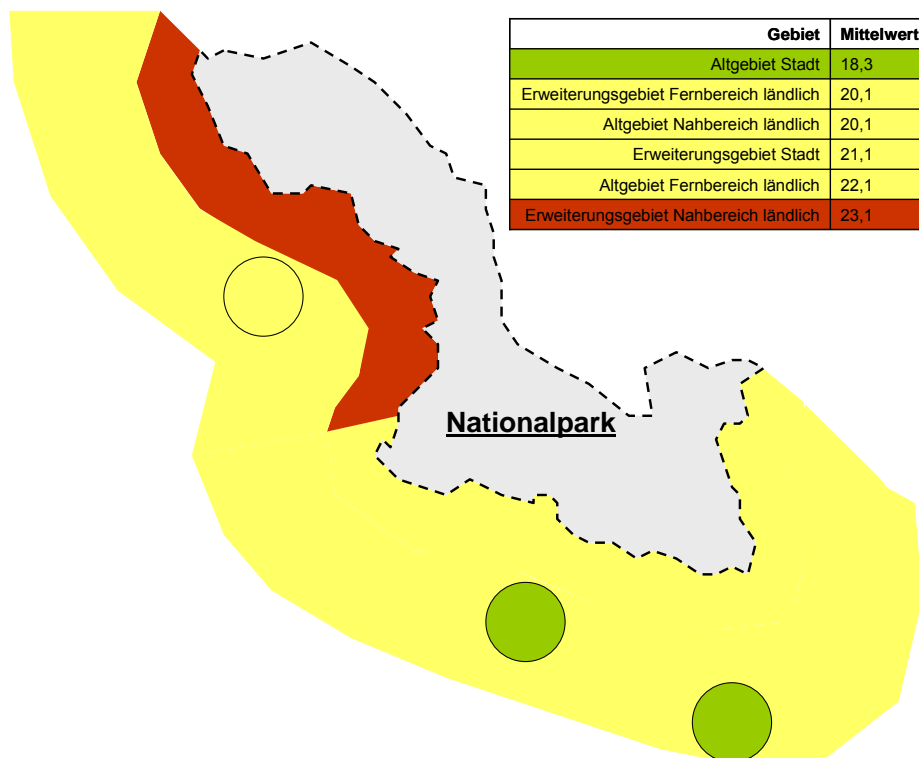 Gebiet Mittelwert
Altgebiet Stadt 18,3
Erweiterungsgebiet Fernbereich ländlich 20,1
Altgebiet Nahbereich ländlich 20,1
Erweiterungsgebiet Stadt 21,1
Altgebiet Fernbereich ländlich 22,1
Erweiterungsgebiet Nahbereich ländlich 23,1
Nationalpark